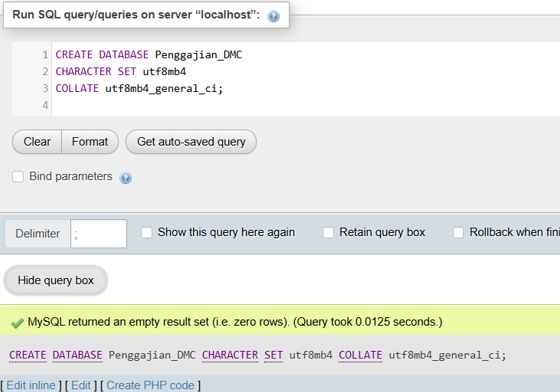 Run SQL query/queries on server “localhost”:
1 CREATE DATABASE Penggajian_DMC
2 CHARACTER SET utf8mb4
3 COLLATE utf8mb4_general_ci;
4
Clear Format Get auto-saved query
Bind parameters
Delimiter ; Show this query here again Retain query box Rollback when fini
Hide query box
MySQL returned an empty result set (i.e. zero rows). (Query took 0.0125 seconds.)
CREATE DATABASE Penggajian_DMC CHARACTER SET utf8mb4 COLLATE utf8mb4_general_ci;
[ Edit inline ] [ Edit ] [ Create PHP code ]